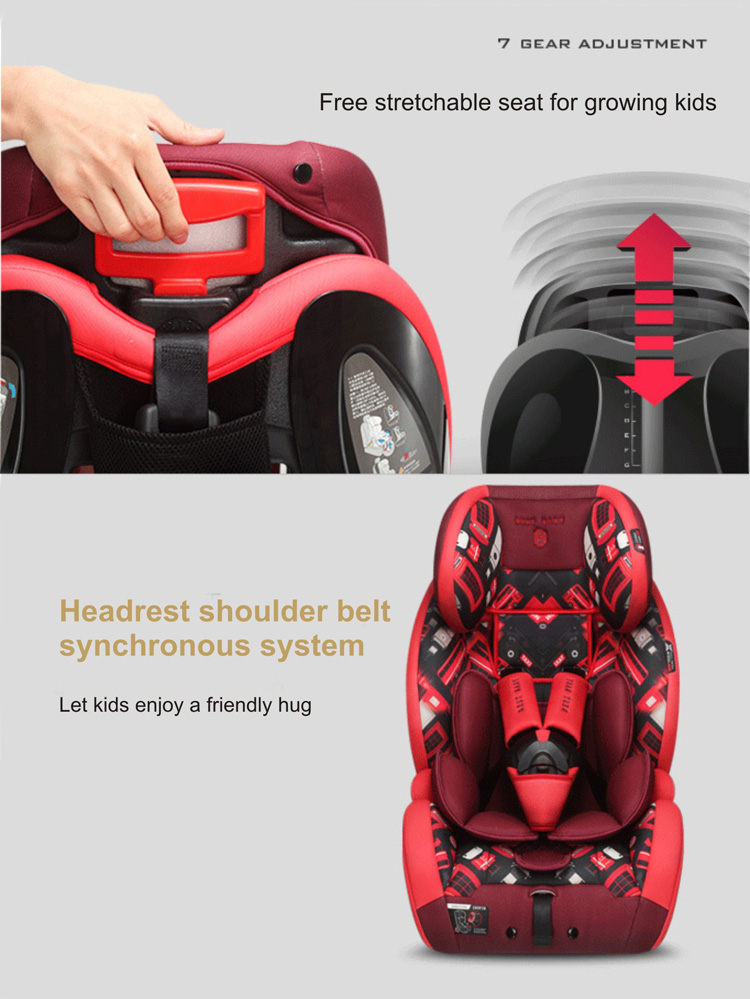 7 GEAR ADJUSTMENT
Free stretchable seat for growing kids
Headrest shoulder belt
synchronous system
Let kids enjoy a friendly hug